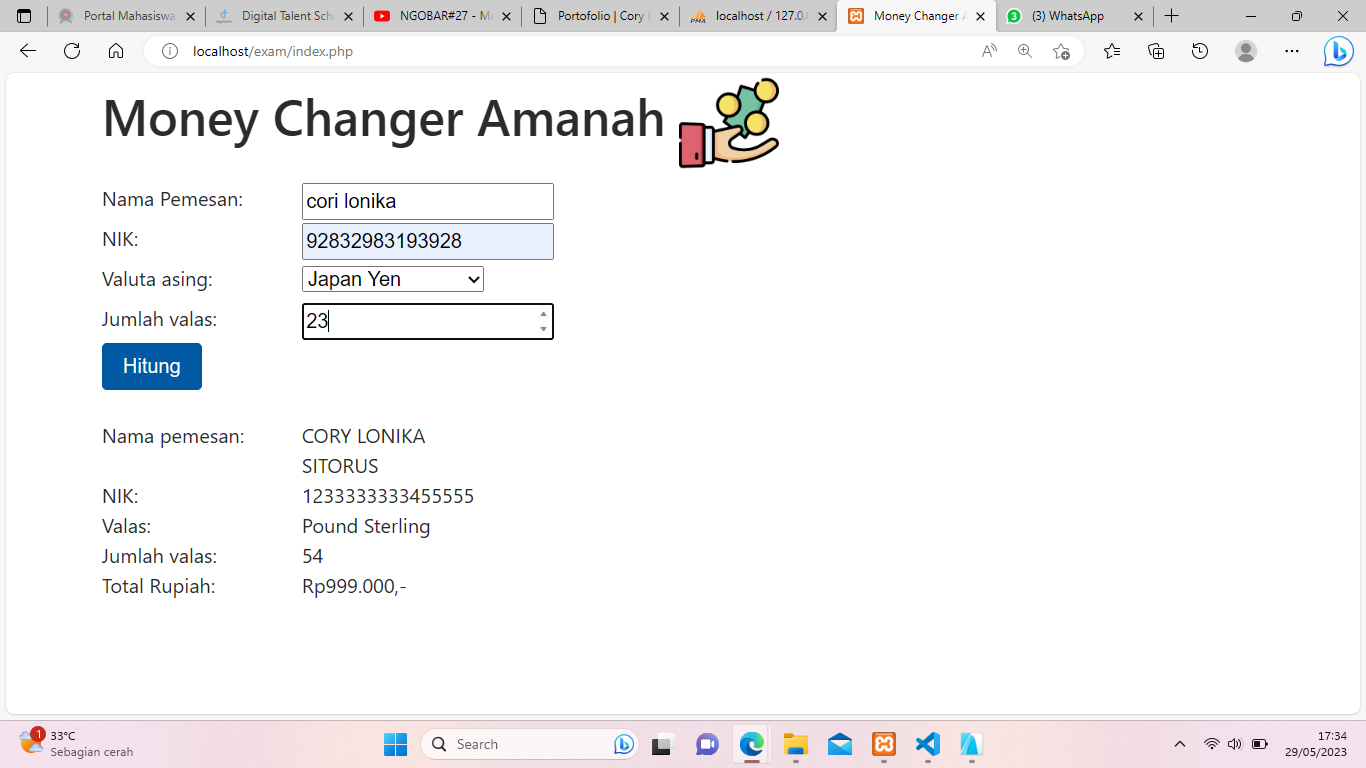 Portal Mahasiswa
Digital Talent Sch
NGOBAR#27 - M
Portofolio | Cory
PMA
localhost / 127.0.0
Money Changer A
3
(3) WhatsApp
localhost/exam/index.php
Money Changer Amanah
Nama Pemesan: cori lonika
NIK: 92832983193928
Valuta asing: Japan Yen
Jumlah valas: 23
Hitung
Nama pemesan: CORY LONIKA
SITORUS
NIK: 1233333333455555
Valas: Pound Sterling
Jumlah valas: 54
Total Rupiah: Rp999.000,-
1
33°C
Sebagian cerah
Search
17:34
29/05/2023